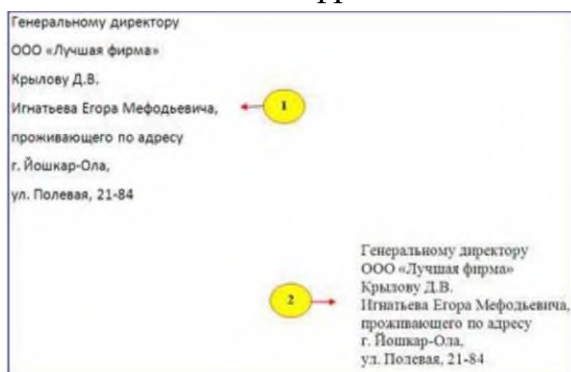 Генеральному директору
ООО «Лучшая фирма»
Крылову Д.В.
Игнатьева Егора Мефодьевича,
1
проживающего по адресу
г. Йошкар-Ола,
ул. Полевая, 21-84
Генеральному директору
ООО «Лучшая фирма»
Крылову Д.В.
2
Игнатьева Егора Мефодьевича,
проживающего по адресу
г. Йошкар-Ола,
ул. Полевая, 21-84